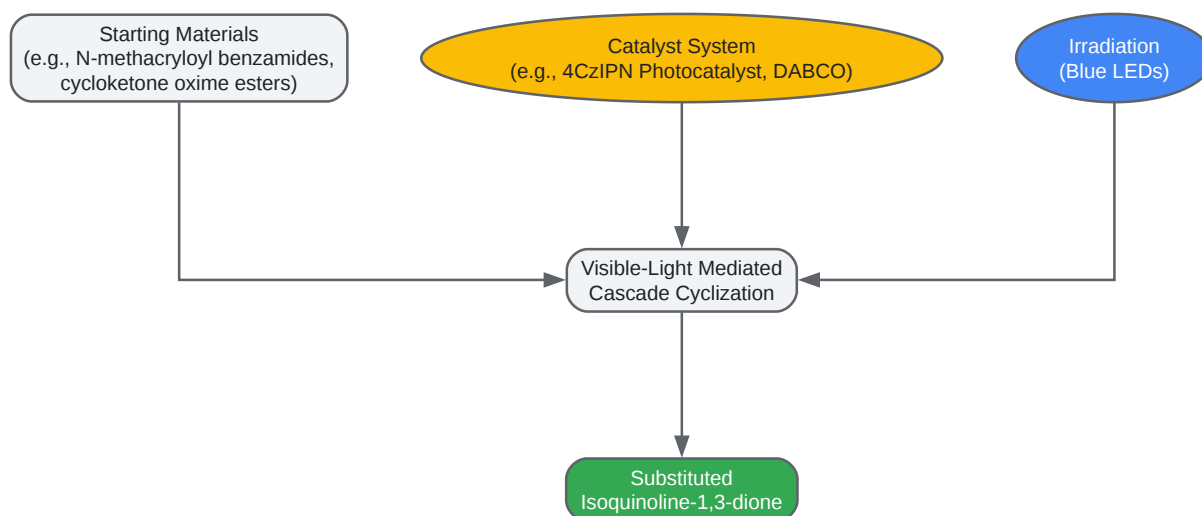 Starting Materials
(e.g., N-methacryloyl benzamides,
cycloketone oxime esters)
Catalyst System
(e.g., 4CzIPN Photocatalyst, DABCO)
Irradiation
(Blue LEDs)
Visible-Light Mediated
Cascade Cyclization
Substituted
Isoquinoline-1,3-dione